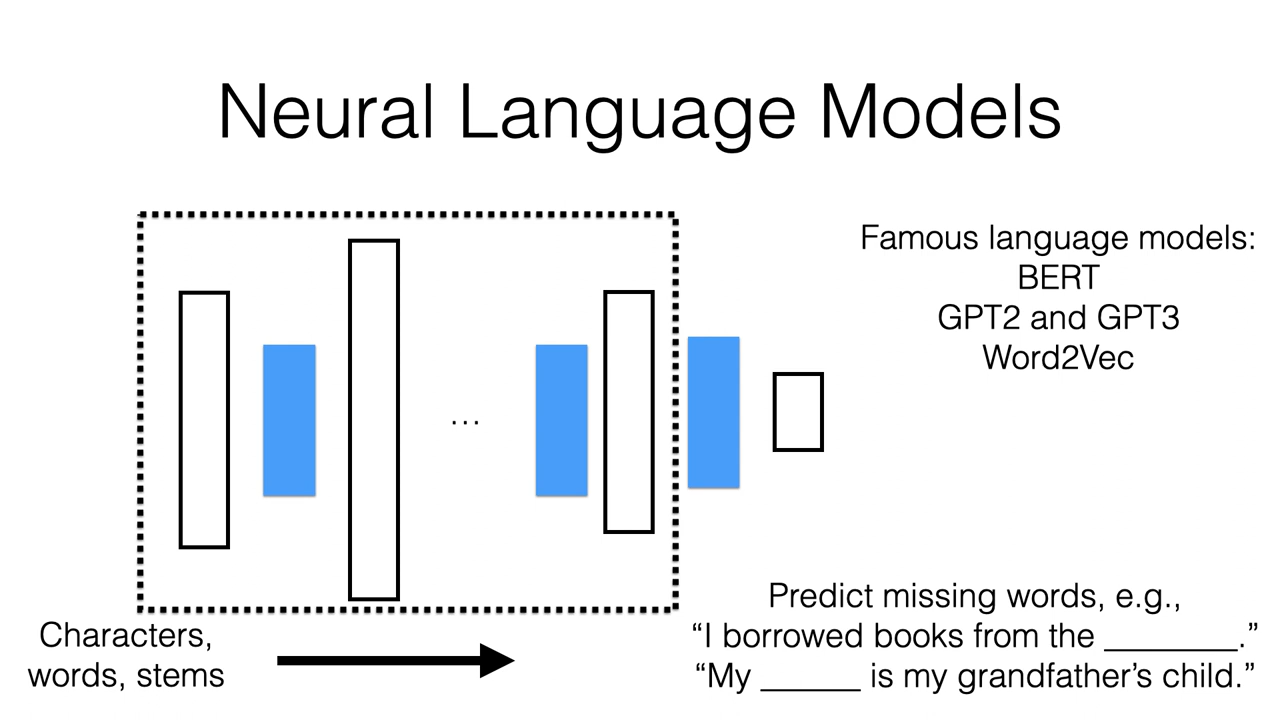 Neural Language Models
Famous language models:
BERT
GPT2 and GPT3
Word2Vec
...
Characters,
words, stems
Predict missing words, e.g.,
“I borrowed books from the ________.”
“My ______ is my grandfather’s child.”